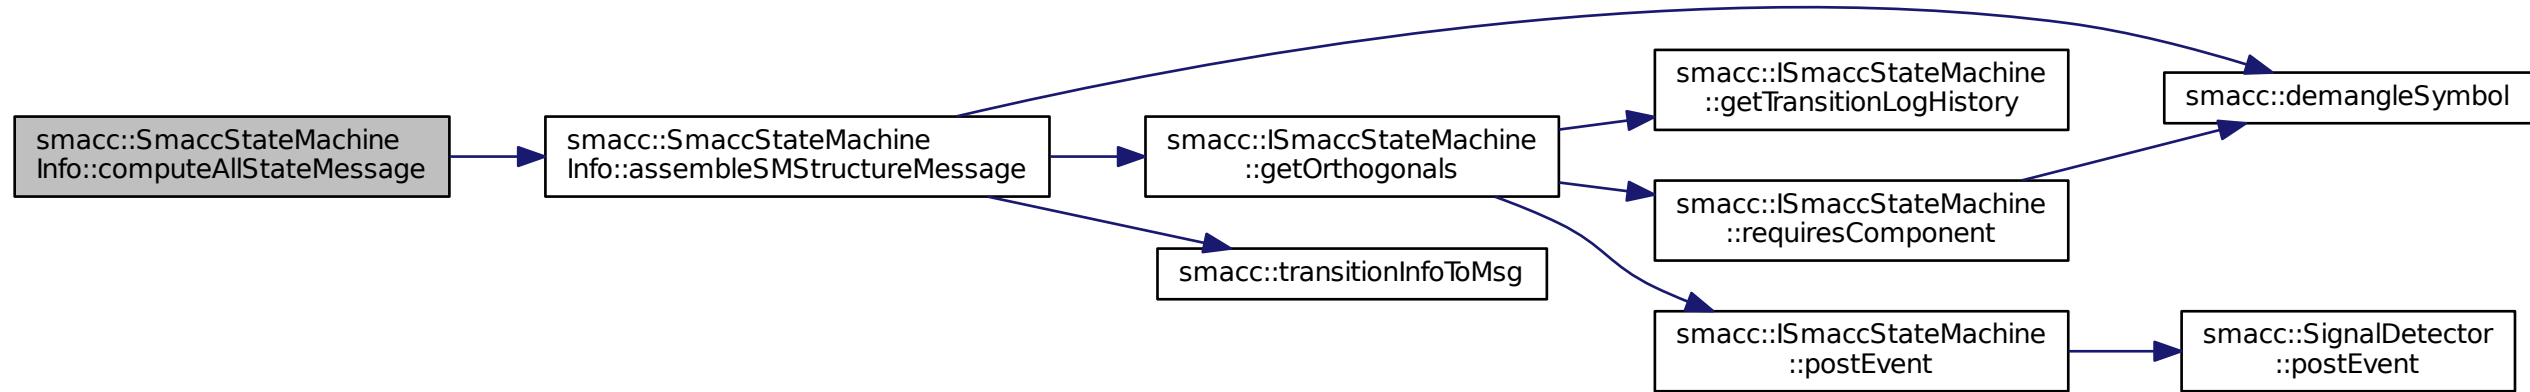 smacc::SmaccStateMachine
Info::computeAllStateMessage
smacc::SmaccStateMachine
Info::assembleSMStructureMessage
smacc::ISmaccStateMachine
::getOrthogonals
smacc::transitionInfoToMsg
smacc::ISmaccStateMachine
::getTransitionLogHistory
smacc::ISmaccStateMachine
::requiresComponent
smacc::ISmaccStateMachine
::postEvent
smacc::demangleSymbol
smacc::SignalDetector
::postEvent